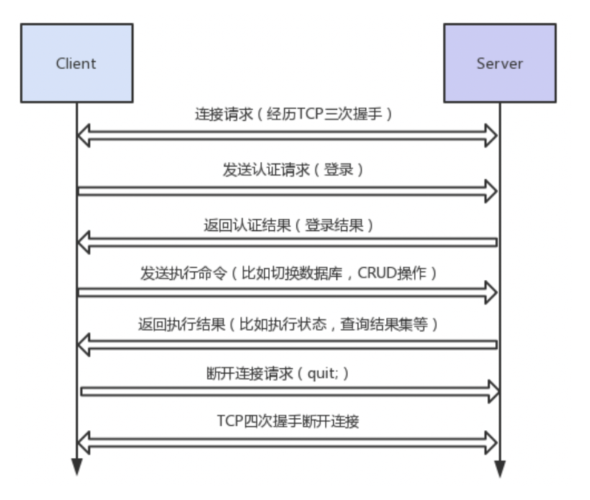 Client
Server
连接请求（经历TCP三次握手）
发送认证请求（登录）
返回认证结果（登录结果）
发送执行命令（比如切换数据库，CRUD操作）
返回执行结果（比如执行状态，查询结果集等）
断开连接请求（quit;）
TCP四次握手断开连接